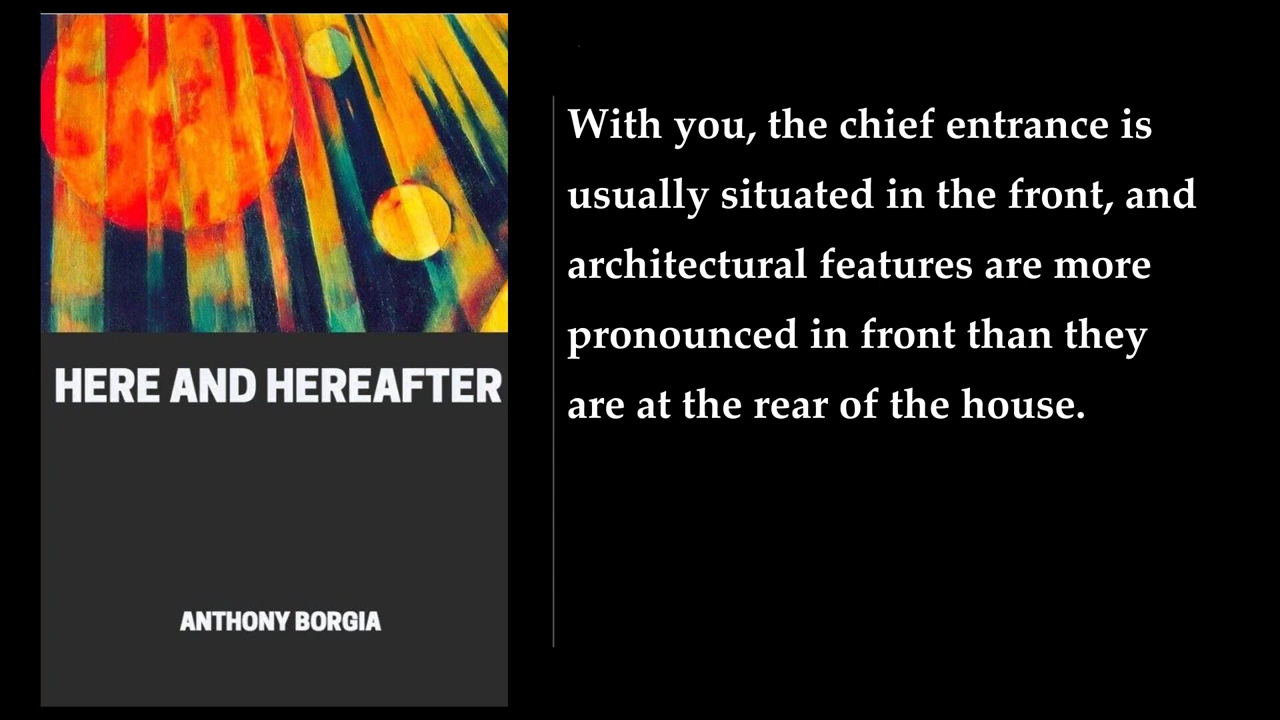 HERE AND HEREAFTER
ANTHONY BORGIA
With you, the chief entrance is
usually situated in the front, and
architectural features are more
pronounced in front than they
are at the rear of the house.